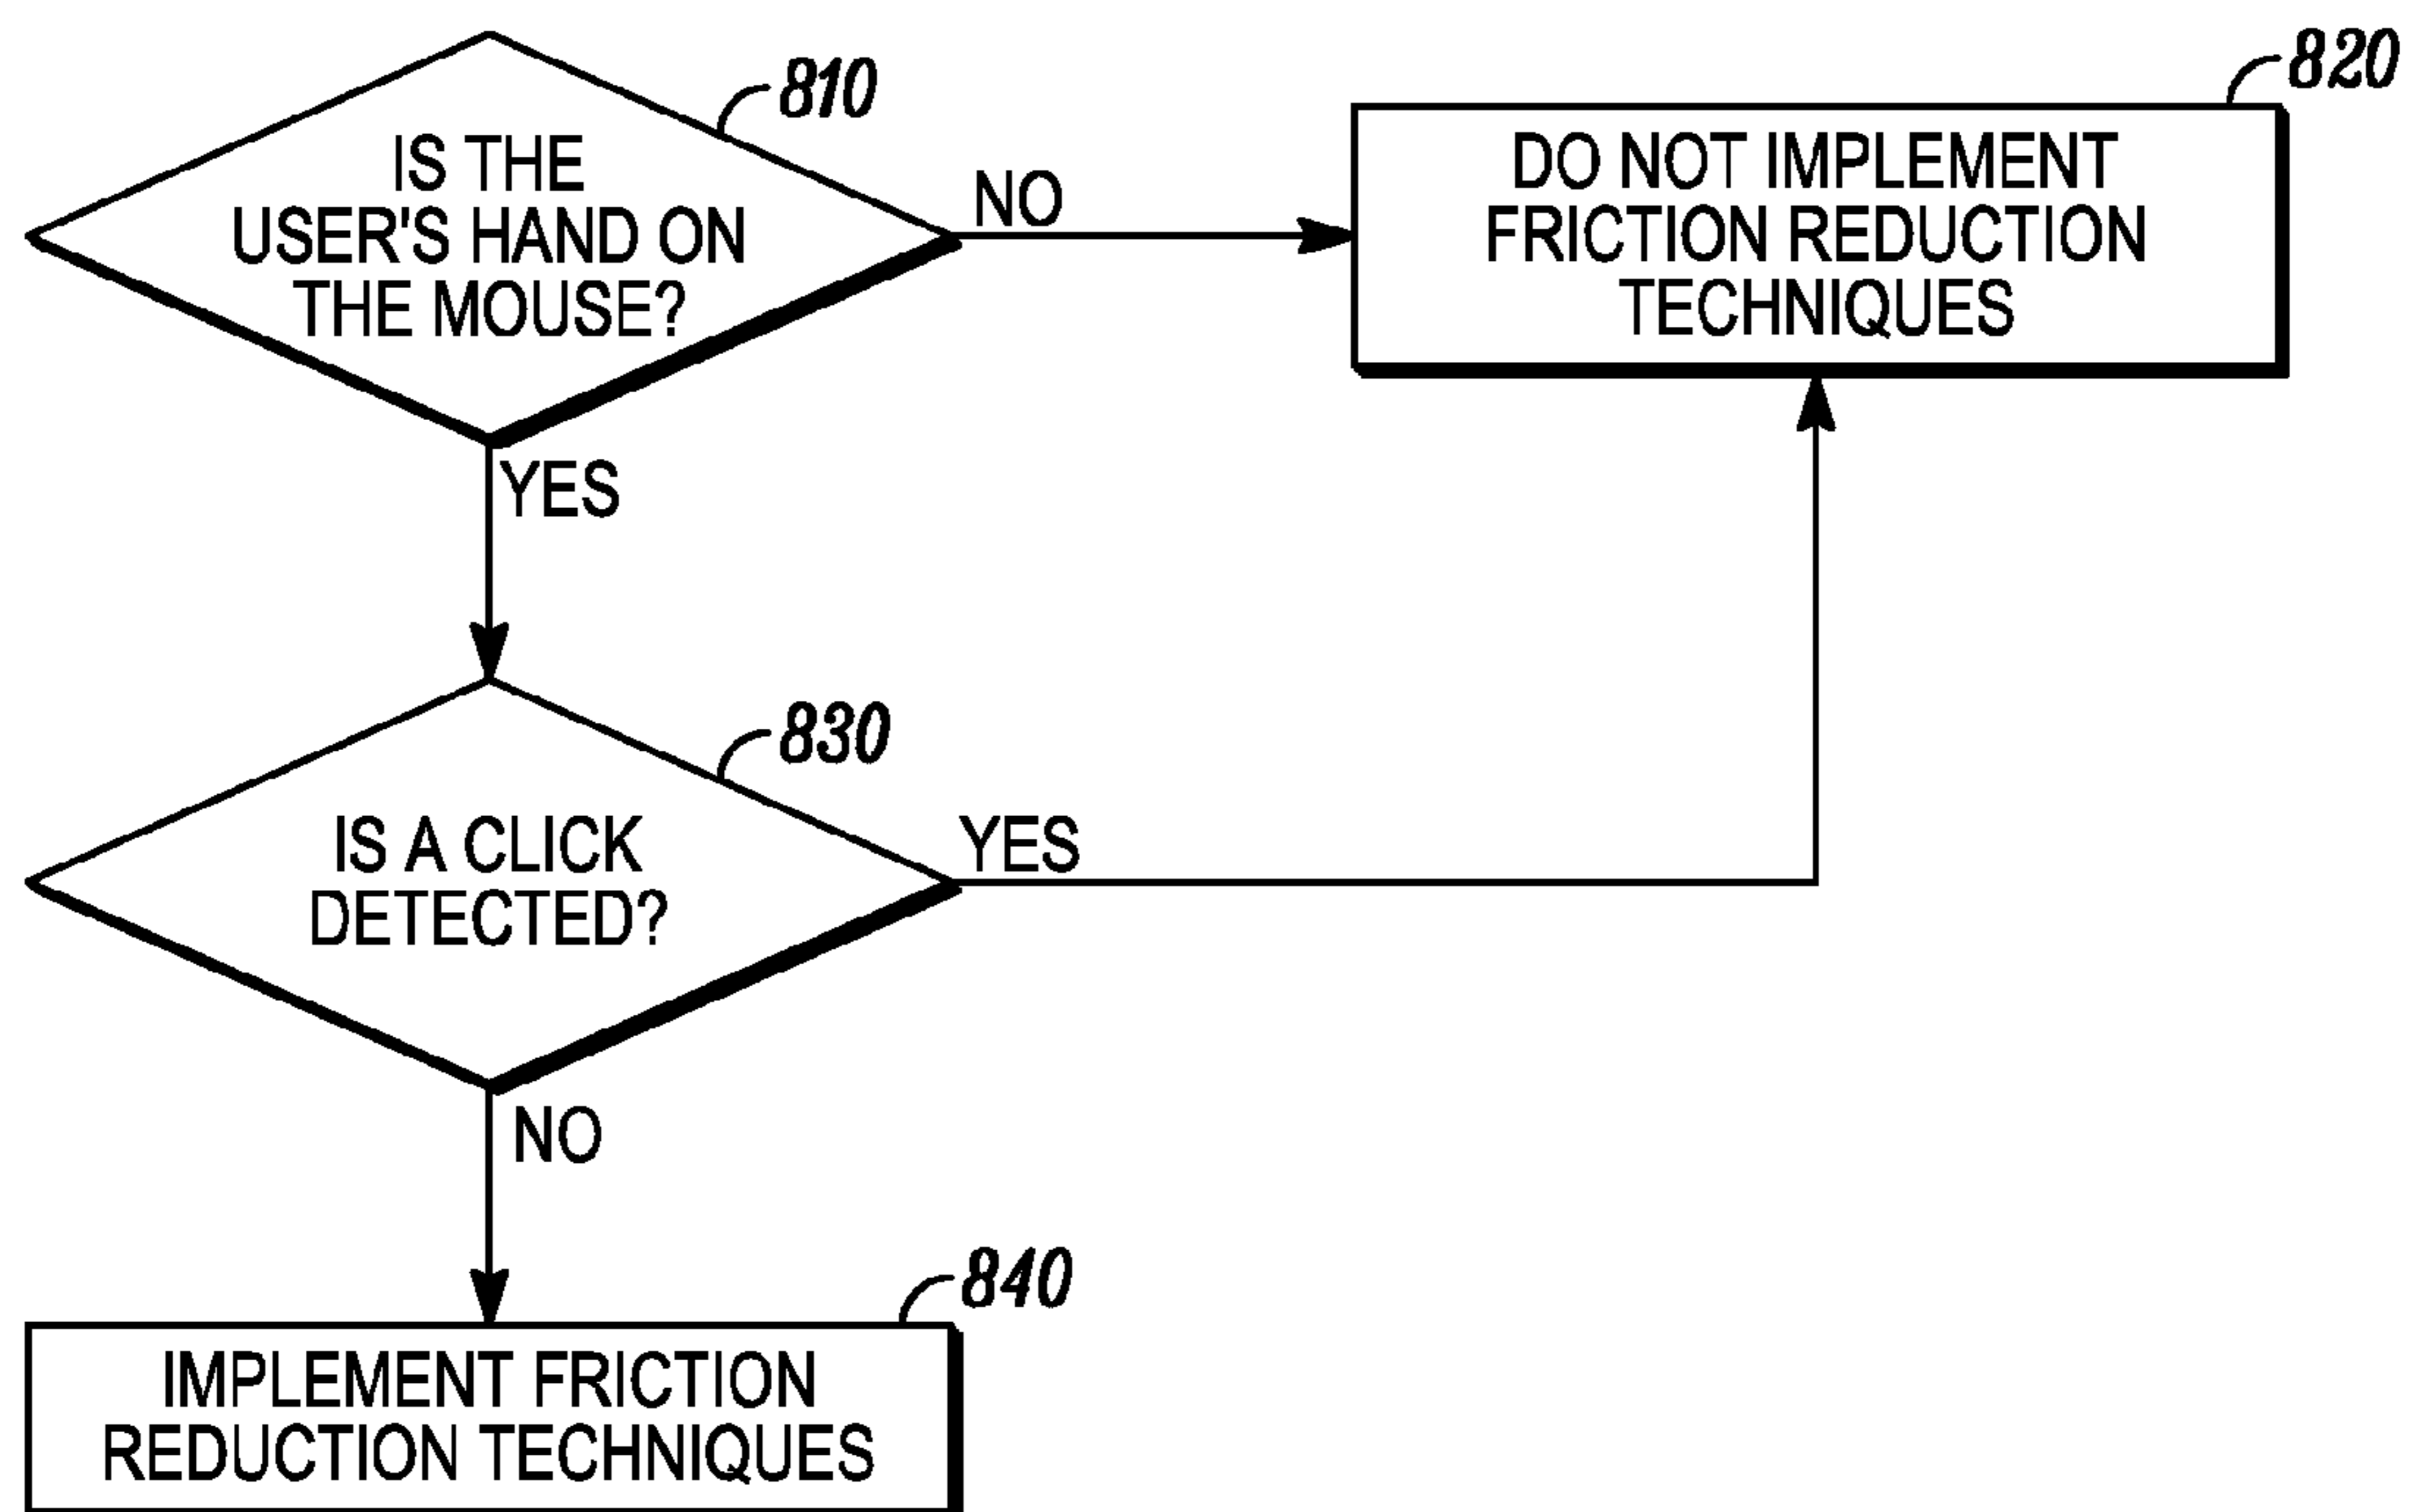 810
IS THE
USER'S HAND ON
THE MOUSE?
NO
820
DO NOT IMPLEMENT
FRICTION REDUCTION
TECHNIQUES
YES
830
IS A CLICK
DETECTED?
YES
NO
840
IMPLEMENT FRICTION
REDUCTION TECHNIQUES